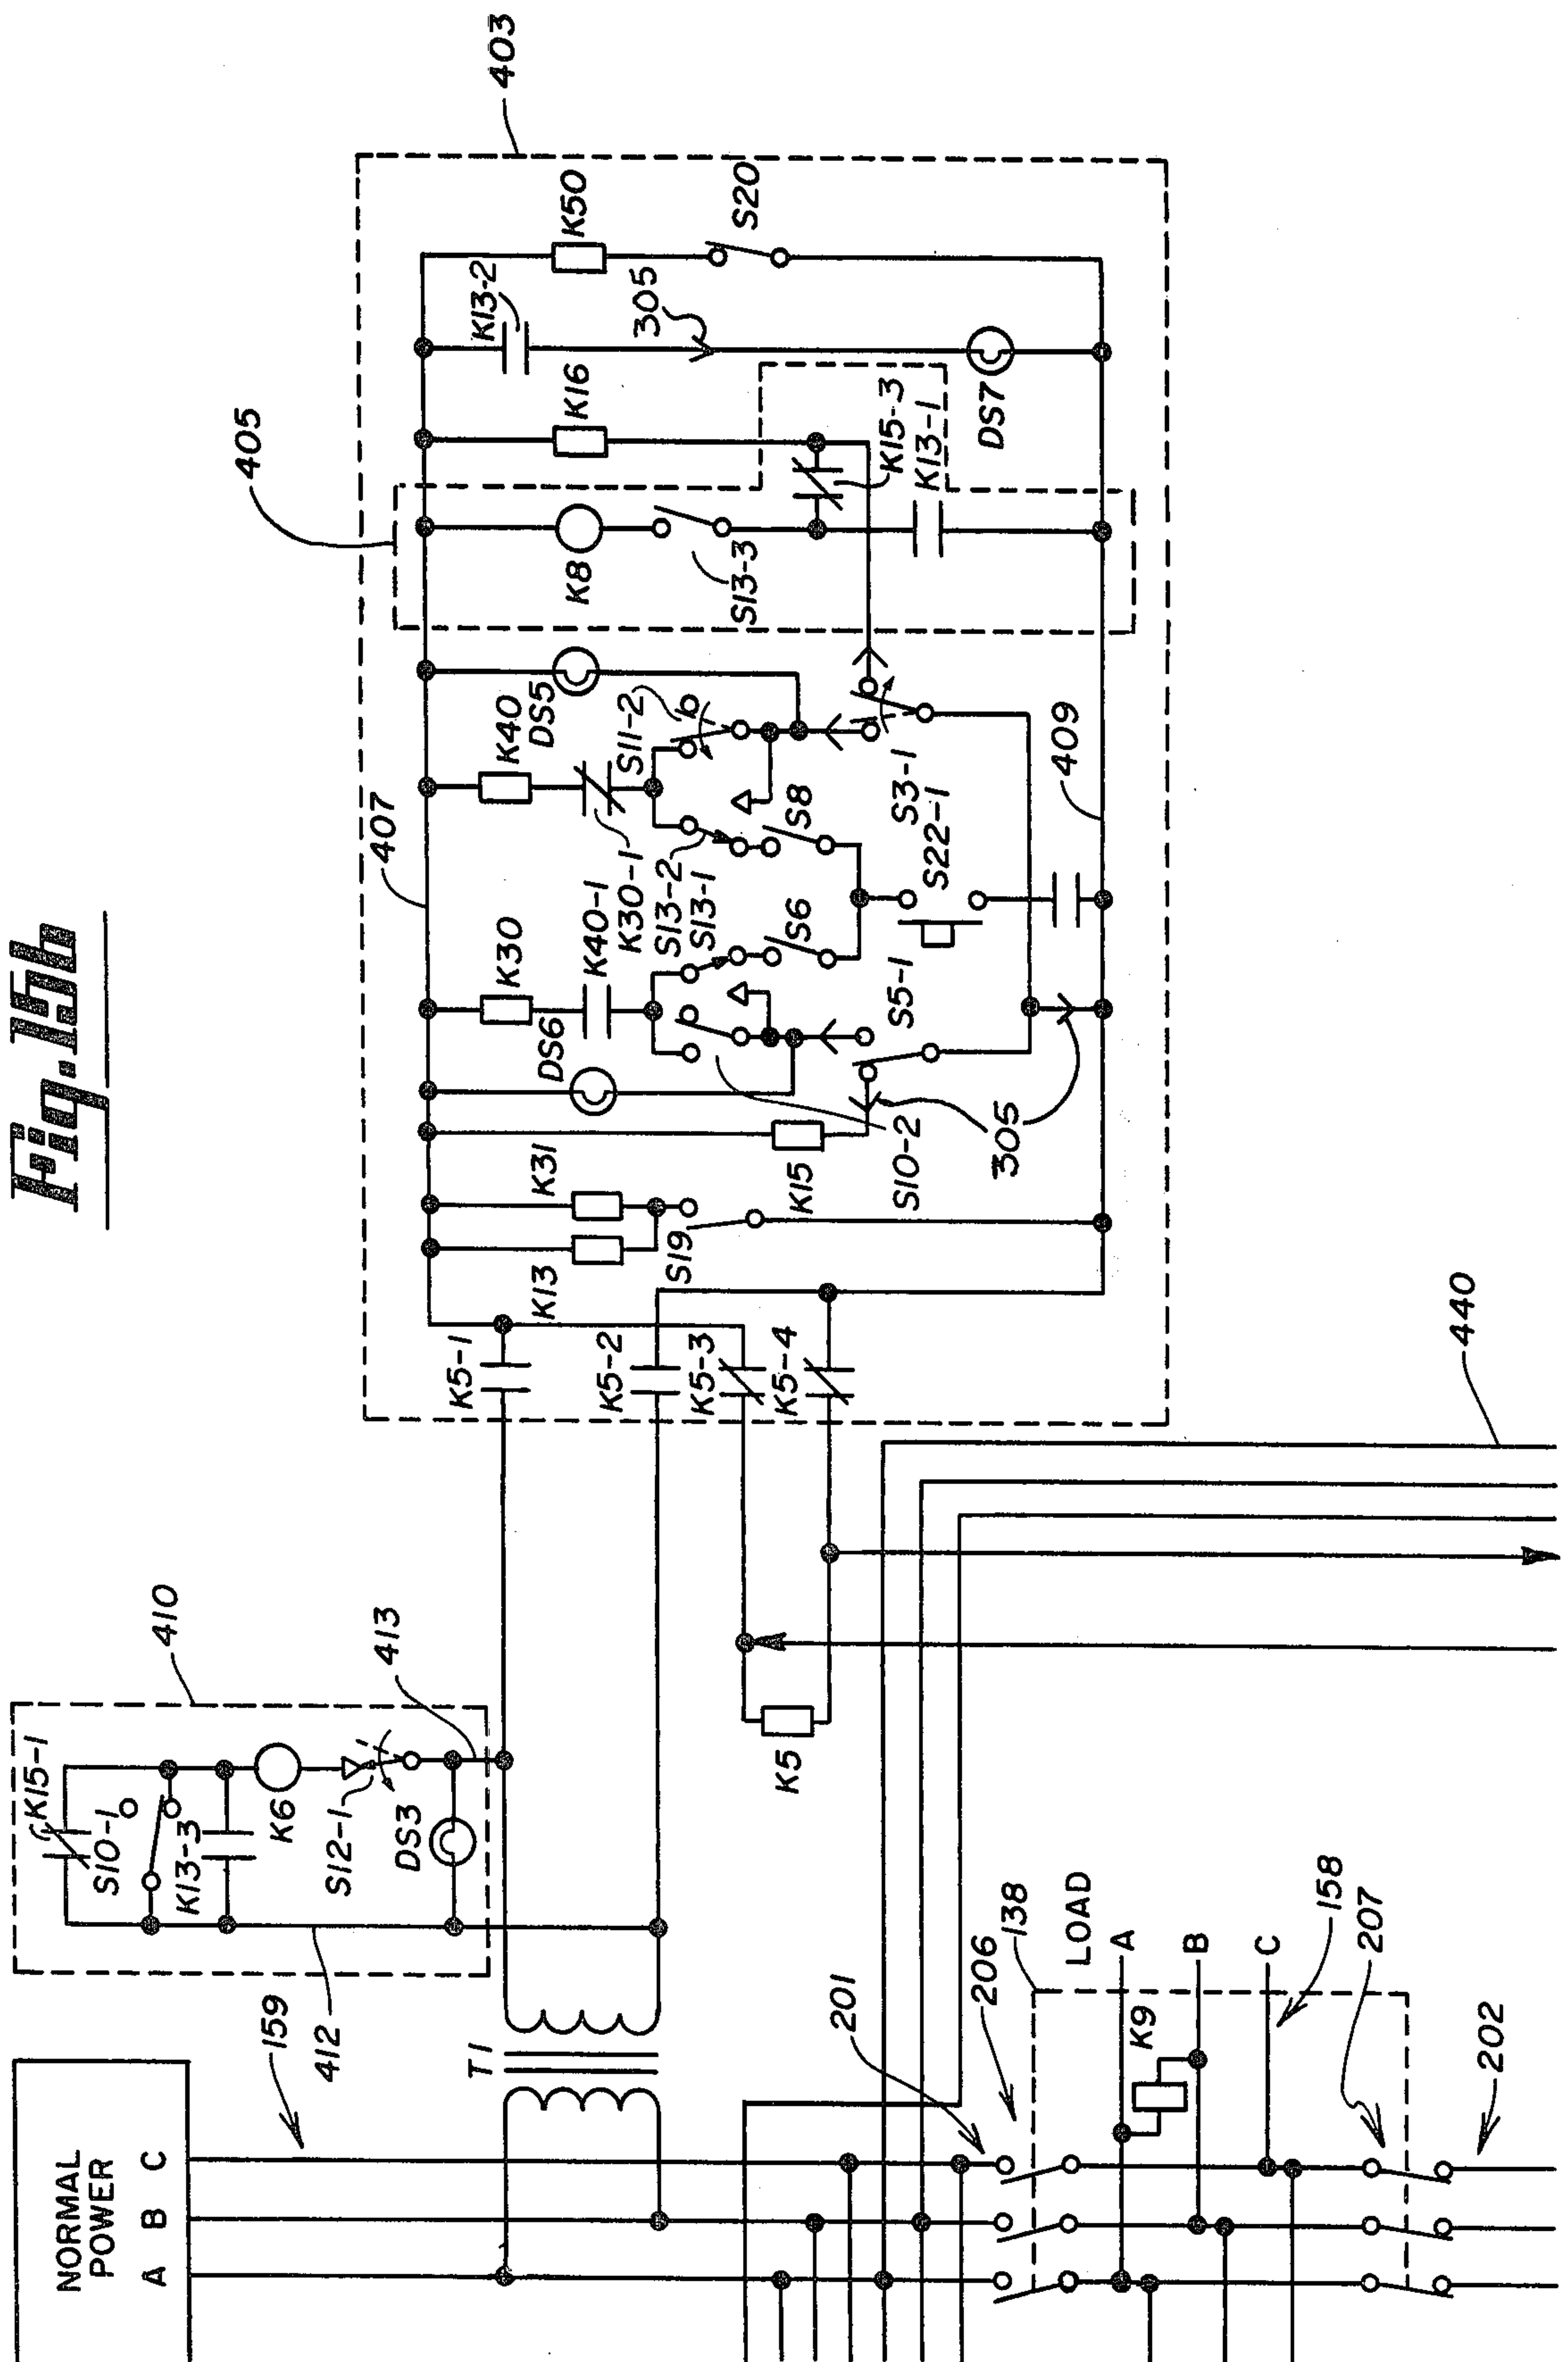 Fig. 15b
NORMAL
POWER
A B C
159
412
T1
410
K15-1
S10-1
K13-3
K6
S12-1
DS3
413
K5-1
K5-2
K5-3
K5-4
K5
403
405
407
409
K13
K31
S19
K15
DS6
K30
K40-1
K30-1
S13-2
S13-1
S6
S8
S10-2
S5-1
S22-1
S3-1
305
K40
DS5
S11-2
K8
S13-3
K16
K15-3
K13-1
K13-2
305
DS7
K50
S20
440
201
206
138
LOAD
A
B
C
K9
158
207
202